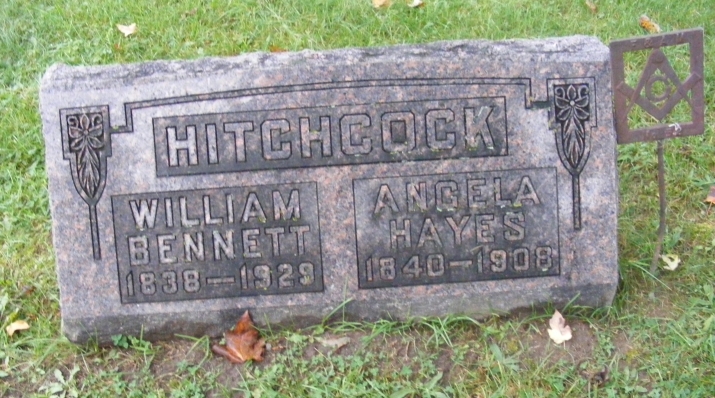 HITCHCOCK
WILLIAM
BENNETT
1838—1929
ANGELA
HAYES
1840—1908